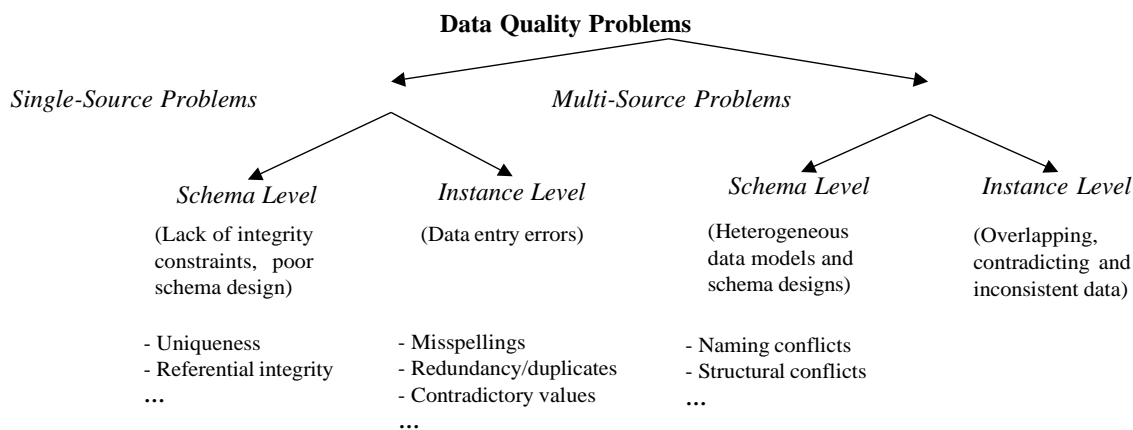 Data Quality Problems
Single-Source Problems
Multi-Source Problems
Schema Level
(Lack of integrity
constraints, poor
schema design)
- Uniqueness
- Referential integrity
...
Instance Level
(Data entry errors)
- Misspellings
- Redundancy/duplicates
- Contradictory values
...
Schema Level
(Heterogeneous
data models and
schema designs)
- Naming conflicts
- Structural conflicts
...
Instance Level
(Overlapping,
contradicting and
inconsistent data)